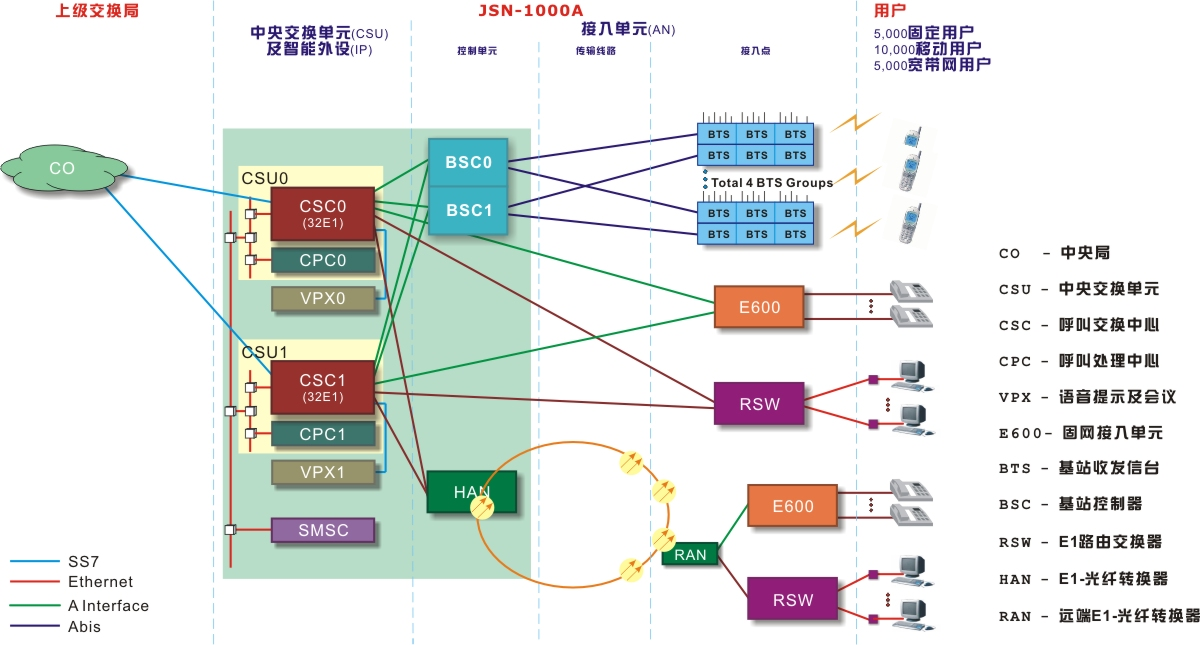 上级交换局
JSN-1000A
用户
中央交换单元(CSU)
及智能外设(IP)
接入单元(AN)
控制单元
传输线路
接入点
5,000固定用户
10,000移动用户
5,000宽带网用户
CO
CSU0
CSC0
(32E1)
CPC0
VPX0
CSU1
CSC1
(32E1)
CPC1
VPX1
SMSC
BSC0
BSC1
HAN
BTS BTS BTS
BTS BTS BTS
Total 4 BTS Groups
BTS BTS BTS
BTS BTS BTS
E600
RSW
E600
RAN
RSW
SS7
Ethernet
A Interface
Abis
CO - 中央局
CSU - 中央交换单元
CSC - 呼叫交换中心
CPC - 呼叫处理中心
VPX - 语音提示及会议
E600- 固网接入单元
BTS - 基站收发信台
BSC - 基站控制器
RSW - E1路由交换器
HAN - E1-光纤转换器
RAN - 远端E1-光纤转换器